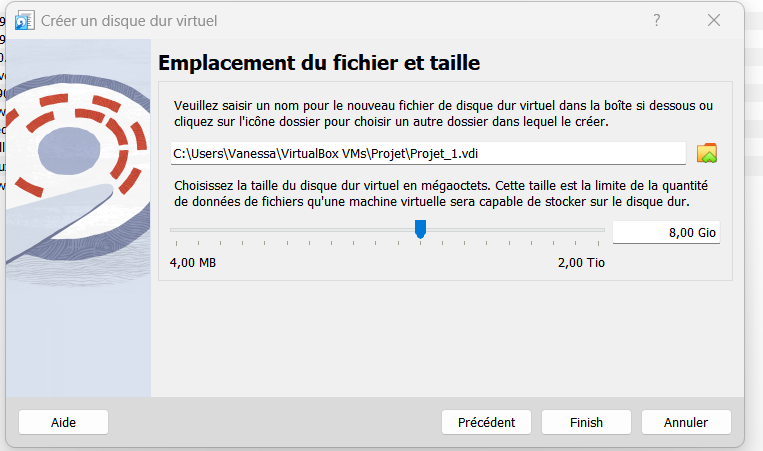 Créer un disque dur virtuel
?
Emplacement du fichier et taille
Veuillez saisir un nom pour le nouveau fichier de disque dur virtuel dans la boîte si dessous ou
cliquez sur l'icône dossier pour choisir un autre dossier dans lequel le créer.
C:\Users\Vanessa\VirtualBox VMs\Projet\Projet_1.vdi
Choisissez la taille du disque dur virtuel en mégaoctets. Cette taille est la limite de la quantité
de données de fichiers qu'une machine virtuelle sera capable de stocker sur le disque dur.
8,00 Gio
4,00 MB 2,00 Tio
Aide Précédent Finish Annuler